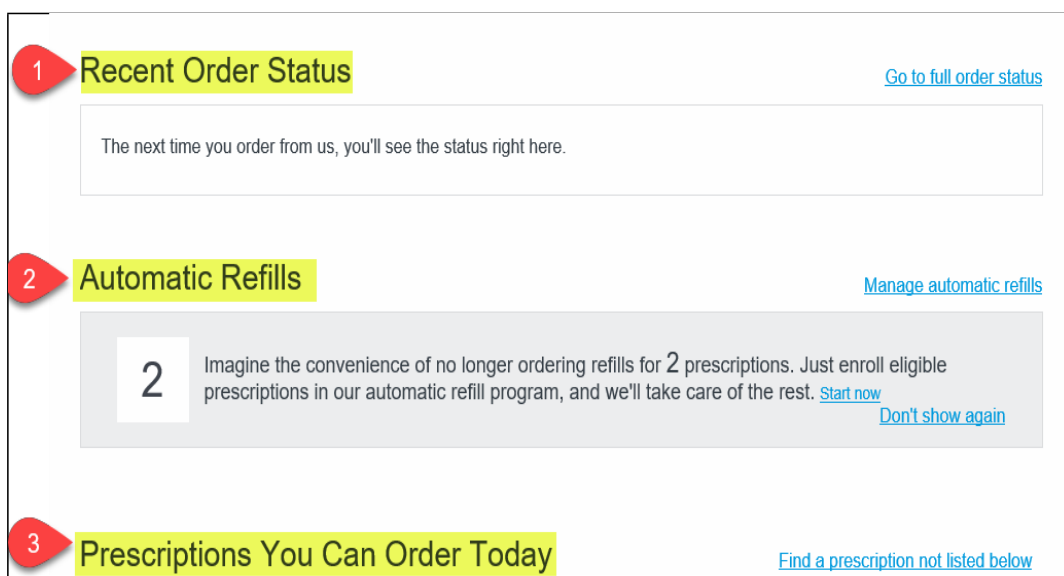 1
Recent Order Status
Go to full order status
The next time you order from us, you'll see the status right here.
2
Automatic Refills
Manage automatic refills
2
Imagine the convenience of no longer ordering refills for 2 prescriptions. Just enroll eligible
prescriptions in our automatic refill program, and we'll take care of the rest. Start now
Don't show again
3
Prescriptions You Can Order Today
Find a prescription not listed below